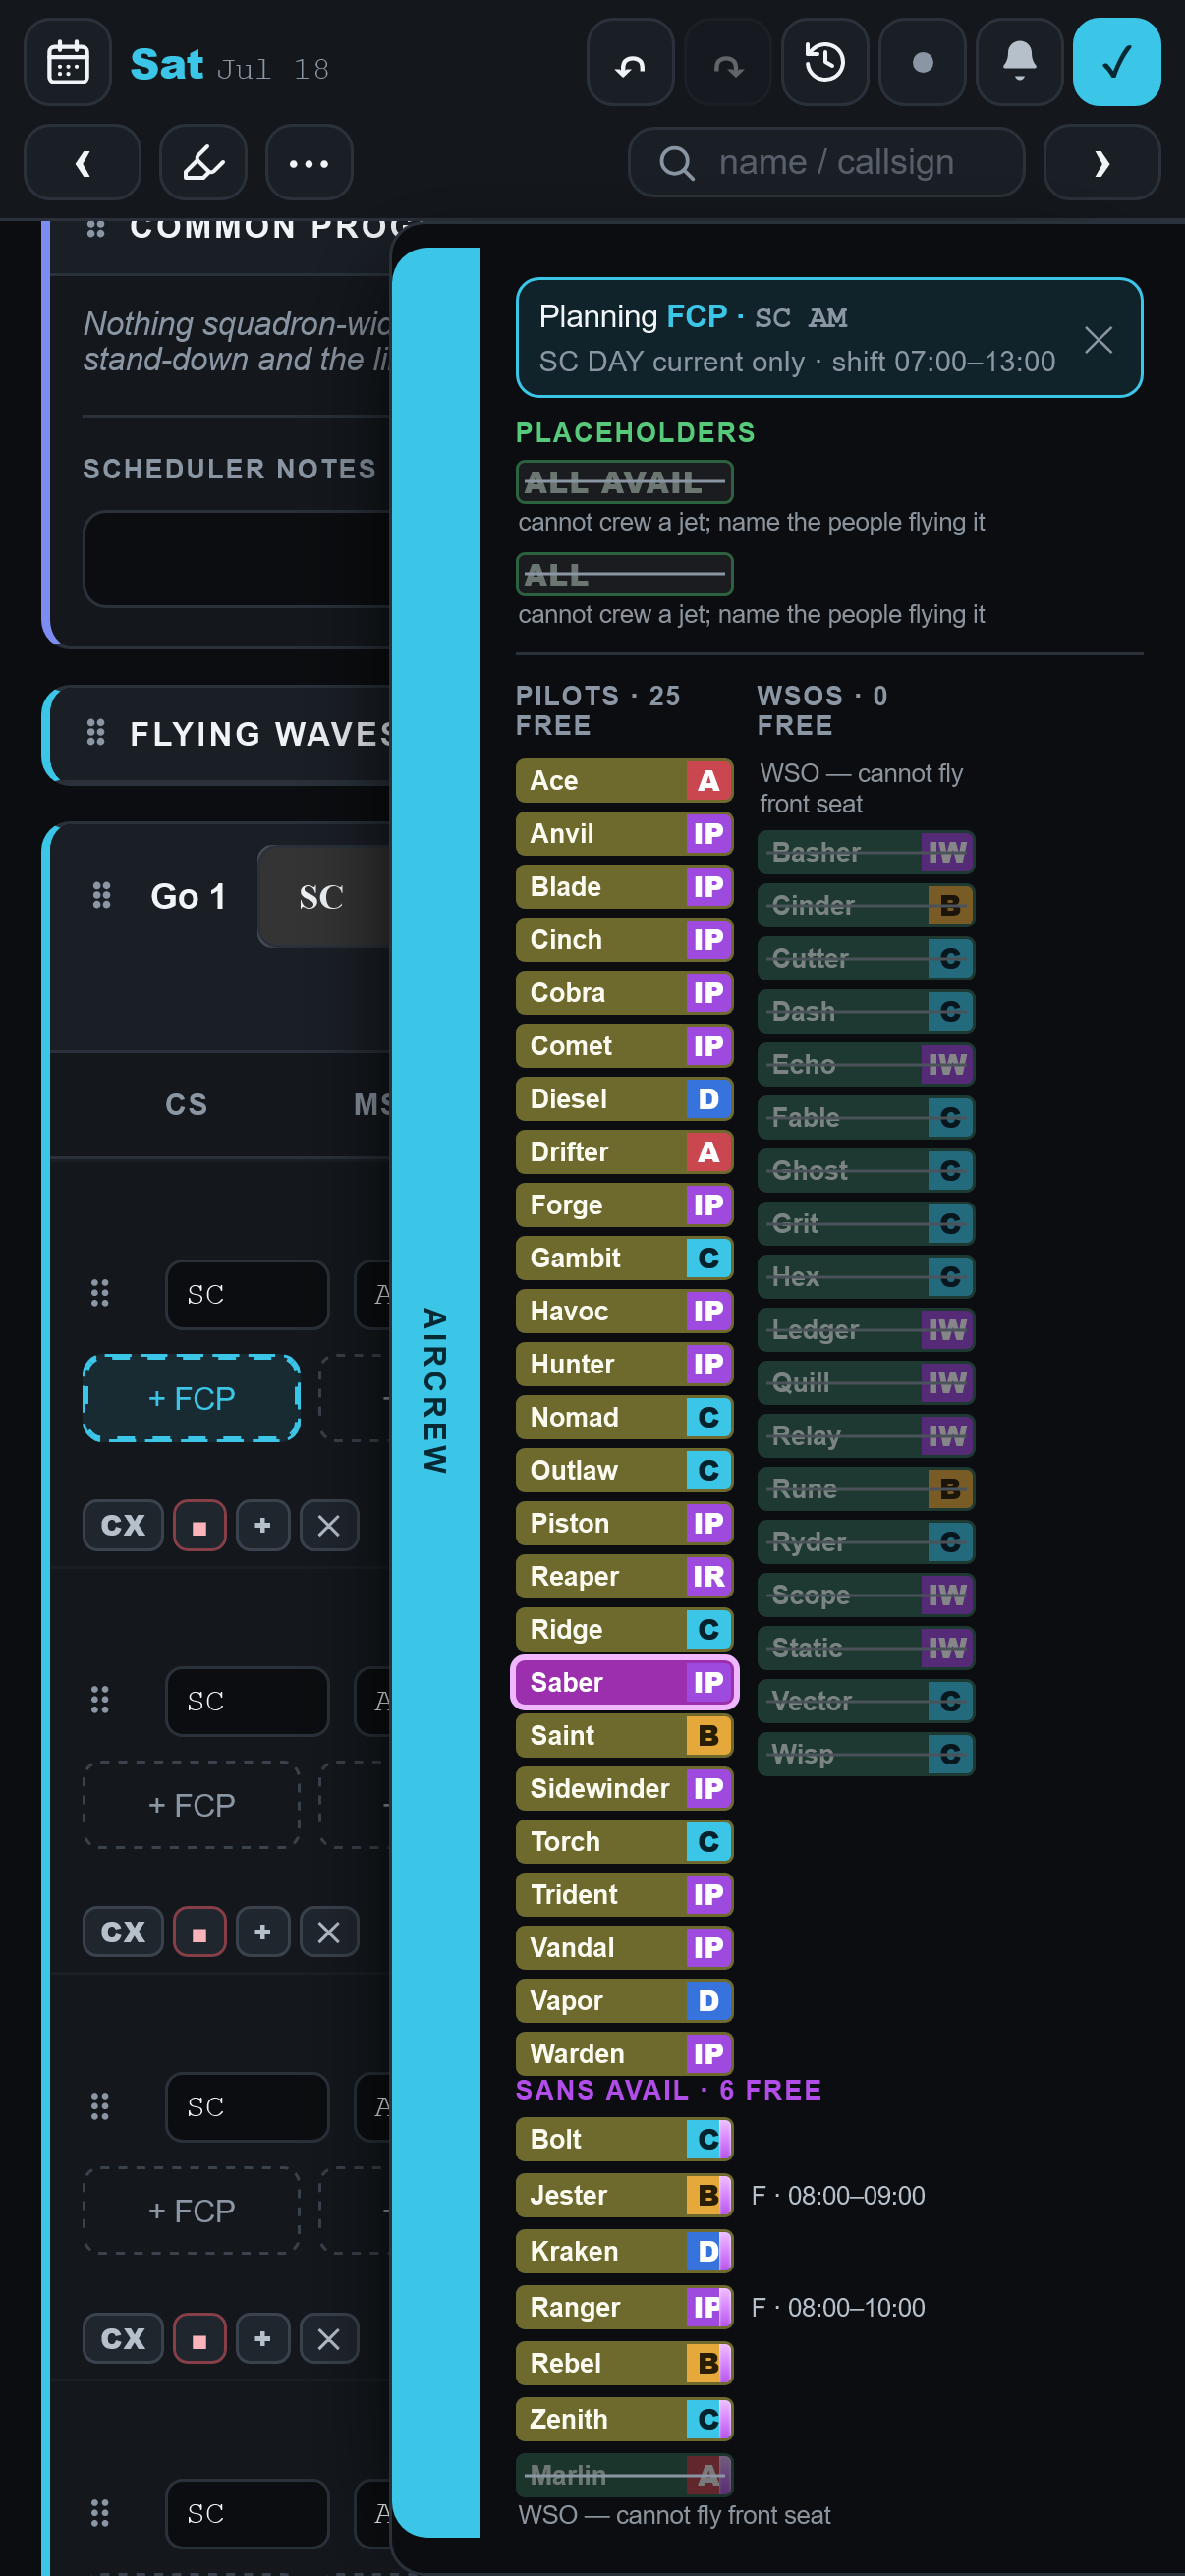 Sat Jul 18
name / callsign
COMMON PROG
Nothing squadron-wid
stand-down and the li
SCHEDULER NOTES
FLYING WAVES
Go 1 SC
CS MS
SC A
+ FCP
CX + ×
SC A
+ FCP
CX + ×
SC A
+ FCP
CX + ×
SC A
AIRCREW
Planning FCP · SC AM
SC DAY current only · shift 07:00–13:00
PLACEHOLDERS
ALL AVAIL
cannot crew a jet; name the people flying it
ALL
cannot crew a jet; name the people flying it
PILOTS · 25
FREE
Ace A
Anvil IP
Blade IP
Cinch IP
Cobra IP
Comet IP
Diesel D
Drifter A
Forge IP
Gambit C
Havoc IP
Hunter IP
Nomad C
Outlaw C
Piston IP
Reaper IR
Ridge C
Saber IP
Saint B
Sidewinder IP
Torch C
Trident IP
Vandal IP
Vapor D
Warden IP
WSOS · 0
FREE
WSO — cannot fly
front seat
Basher IW
Cinder B
Cutter C
Dash C
Echo IW
Fable C
Ghost C
Grit C
Hex C
Ledger IW
Quill IW
Relay IW
Rune B
Ryder C
Scope IW
Static IW
Vector C
Wisp C
SANS AVAIL · 6 FREE
Bolt C
Jester B F · 08:00–09:00
Kraken D
Ranger IP F · 08:00–10:00
Rebel B
Zenith C
Marlin A
WSO — cannot fly front seat